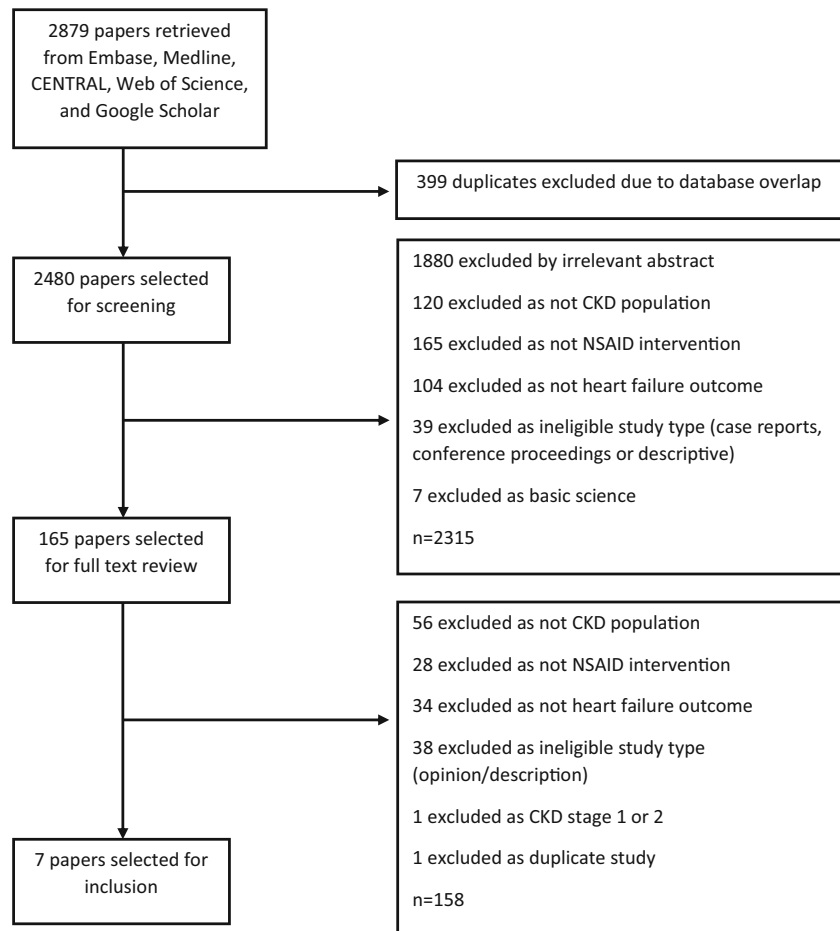 2879 papers retrieved
from Embase, Medline,
CENTRAL, Web of Science,
and Google Scholar
399 duplicates excluded due to database overlap
2480 papers selected
for screening
1880 excluded by irrelevant abstract
120 excluded as not CKD population
165 excluded as not NSAID intervention
104 excluded as not heart failure outcome
39 excluded as ineligible study type (case reports,
conference proceedings or descriptive)
7 excluded as basic science
n=2315
165 papers selected
for full text review
56 excluded as not CKD population
28 excluded as not NSAID intervention
34 excluded as not heart failure outcome
38 excluded as ineligible study type
(opinion/description)
1 excluded as CKD stage 1 or 2
1 excluded as duplicate study
n=158
7 papers selected for
inclusion